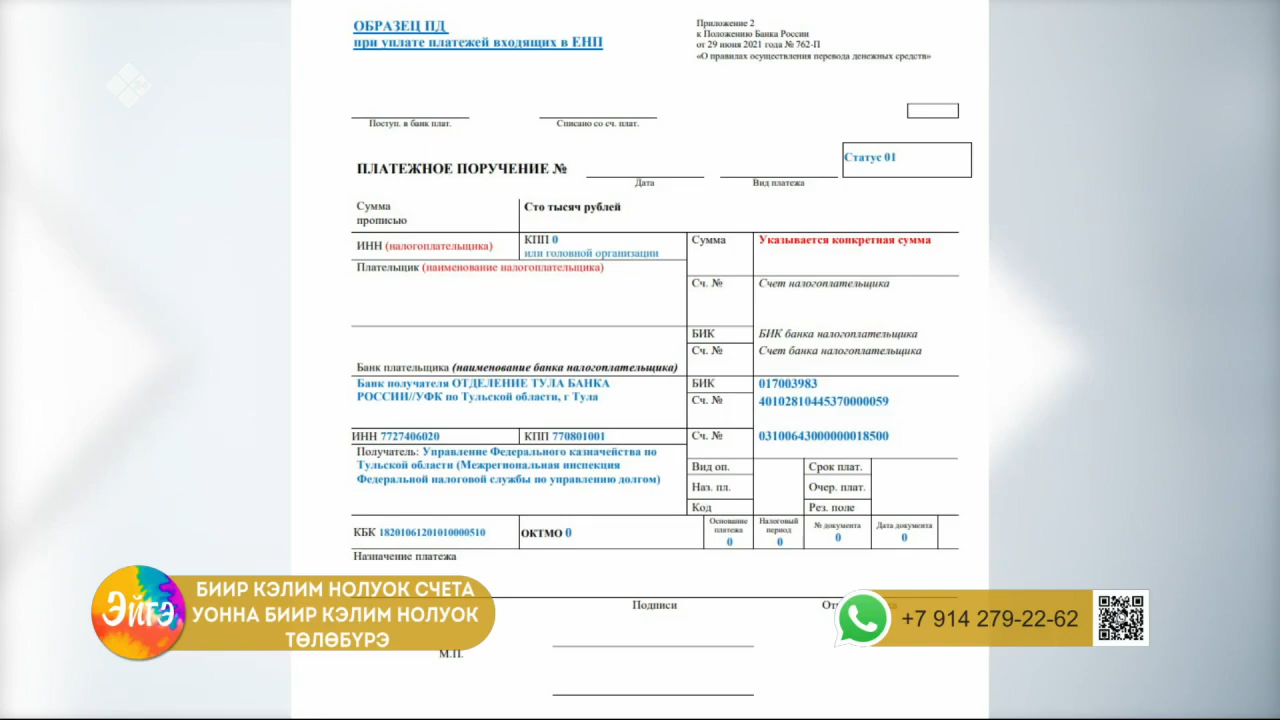 ОБРАЗЕЦ ПД
при уплате платежей входящих в ЕНП
Приложение 2
к Положению Банка России
от 29 июня 2021 года № 762-П
«О правилах осуществления перевода денежных средств»
Поступ. в банк плат.
Списано со сч. плат.
ПЛАТЕЖНОЕ ПОРУЧЕНИЕ №
Дата
Вид платежа
Статус 01
Сумма
прописью
Сто тысяч рублей
ИНН (налогоплательщика)
КПП 0
или головной организации
Сумма
Указывается конкретная сумма
Плательщик (наименование налогоплательщика)
Сч. №
Счет налогоплательщика
БИК
БИК банка налогоплательщика
Сч. №
Счет банка налогоплательщика
Банк плательщика (наименование банка налогоплательщика)
Банк получателя ОТДЕЛЕНИЕ ТУЛА БАНКА
РОССИИ//УФК по Тульской области, г Тула
БИК
017003983
Сч. №
40102810445370000059
ИНН 7727406020
КПП 770801001
Сч. №
03100643000000018500
Получатель: Управление Федерального казначейства по
Тульской области (Межрегиональная инспекция
Федеральной налоговой службы по управлению долгом)
Вид оп.
Срок плат.
Наз. пл.
Очер. плат.
Код
Рез. поле
КБК 18201061201010000510
ОКТМО 0
Основание
платежа
0
Налоговый
период
0
№ документа
0
Дата документа
0
Назначение платежа
Подписи
М.П.
Эйгэ
БИИР КЭЛИМ НОЛУОК СЧЕТА
УОННА БИИР КЭЛИМ НОЛУОК
ТӨЛӨБҮРЭ
+7 914 279-22-62